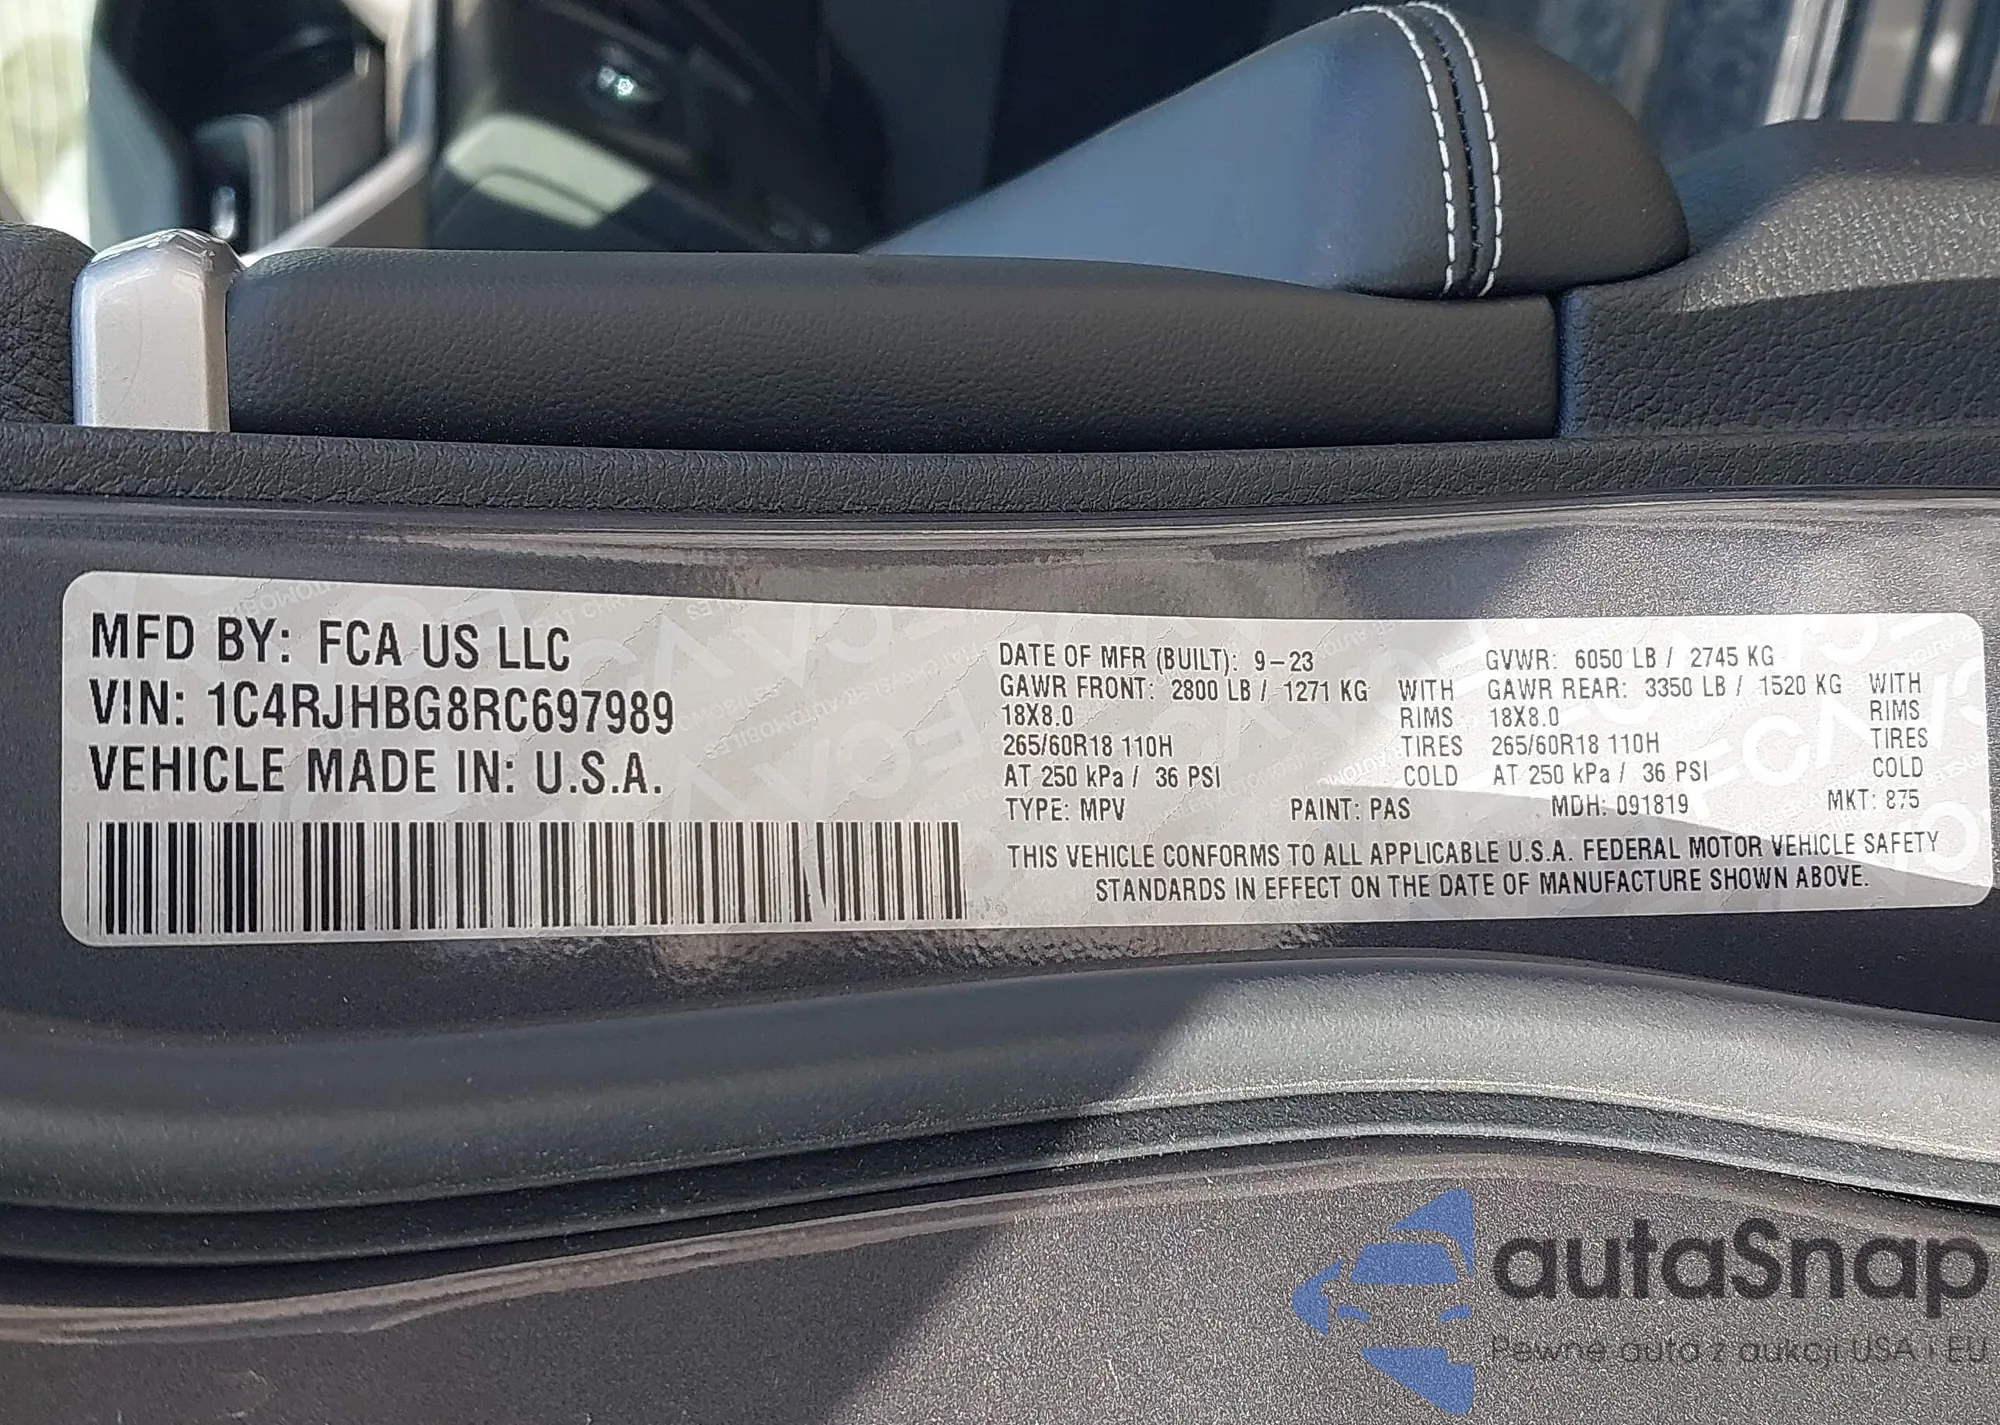 MFD BY: FCA US LLC
VIN: 1C4RJHBG8RC697989
VEHICLE MADE IN: U.S.A.
DATE OF MFR (BUILT): 9-23 GVWR: 6050 LB / 2745 KG
GAWR FRONT: 2800 LB / 1271 KG WITH GAWR REAR: 3350 LB / 1520 KG WITH
18X8.0 RIMS 18X8.0 RIMS
265/60R18 110H TIRES 265/60R18 110H TIRES
AT 250 kPa / 36 PSI COLD AT 250 kPa / 36 PSI COLD
TYPE: MPV PAINT: PAS MDH: 091819 MKT: 875
THIS VEHICLE CONFORMS TO ALL APPLICABLE U.S.A. FEDERAL MOTOR VEHICLE SAFETY
STANDARDS IN EFFECT ON THE DATE OF MANUFACTURE SHOWN ABOVE.
autaSnap
Pewne auta z aukcji USA i EU